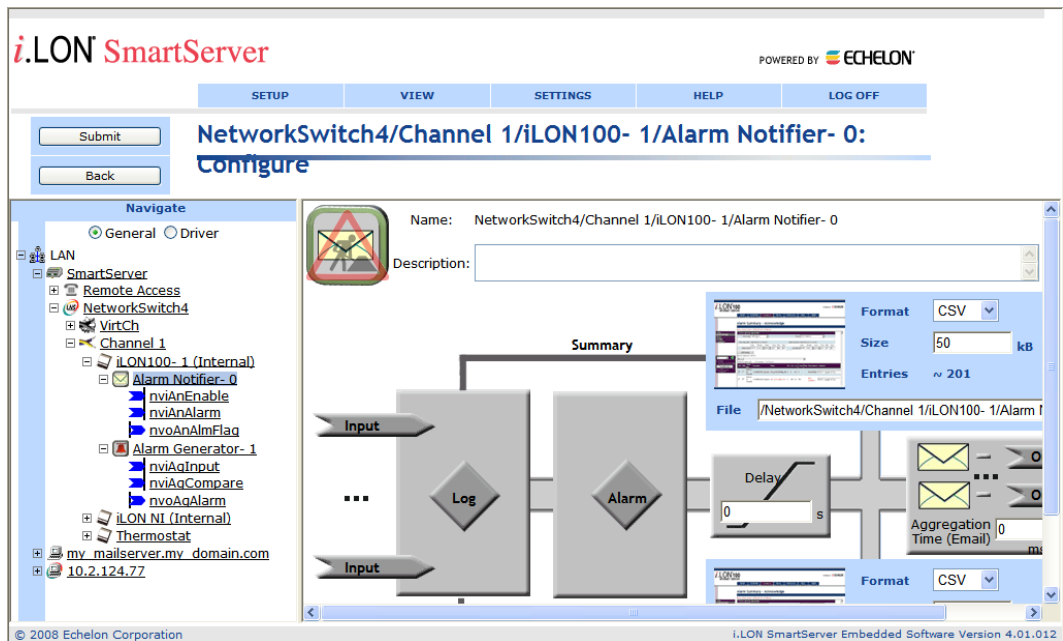 i.LON® SmartServer
POWERED BY ECHELON®
SETUP VIEW SETTINGS HELP LOG OFF
Submit
Back
NetworkSwitch4/Channel 1/iLON100- 1/Alarm Notifier- 0:
Configure
Navigate
General Driver
LAN
SmartServer
Remote Access
NetworkSwitch4
VirtCh
Channel 1
iLON100- 1 (Internal)
Alarm Notifier- 0
nviAnEnable
nviAnAlarm
nvoAnAlmFlag
Alarm Generator- 1
nviAgInput
nviAgCompare
nvoAgAlarm
iLON NI (Internal)
Thermostat
my_mailserver.my_domain.com
10.2.124.77
Name: NetworkSwitch4/Channel 1/iLON100- 1/Alarm Notifier- 0
Description:
Format CSV
Size 50 kB
Entries ~ 201
File /NetworkSwitch4/Channel 1/iLON100- 1/Alarm
Summary
Input
Log
Alarm
Delay
0 s
Aggregation
Time (Email) 0
Input
Format CSV
© 2008 Echelon Corporation
i.LON SmartServer Embedded Software Version 4.01.012